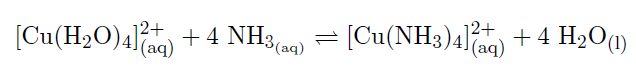 [Cu(H₂O)₄]²⁺(aq) + 4 NH₃(aq) ⇌ [Cu(NH₃)₄]²⁺(aq) + 4 H₂O(l)